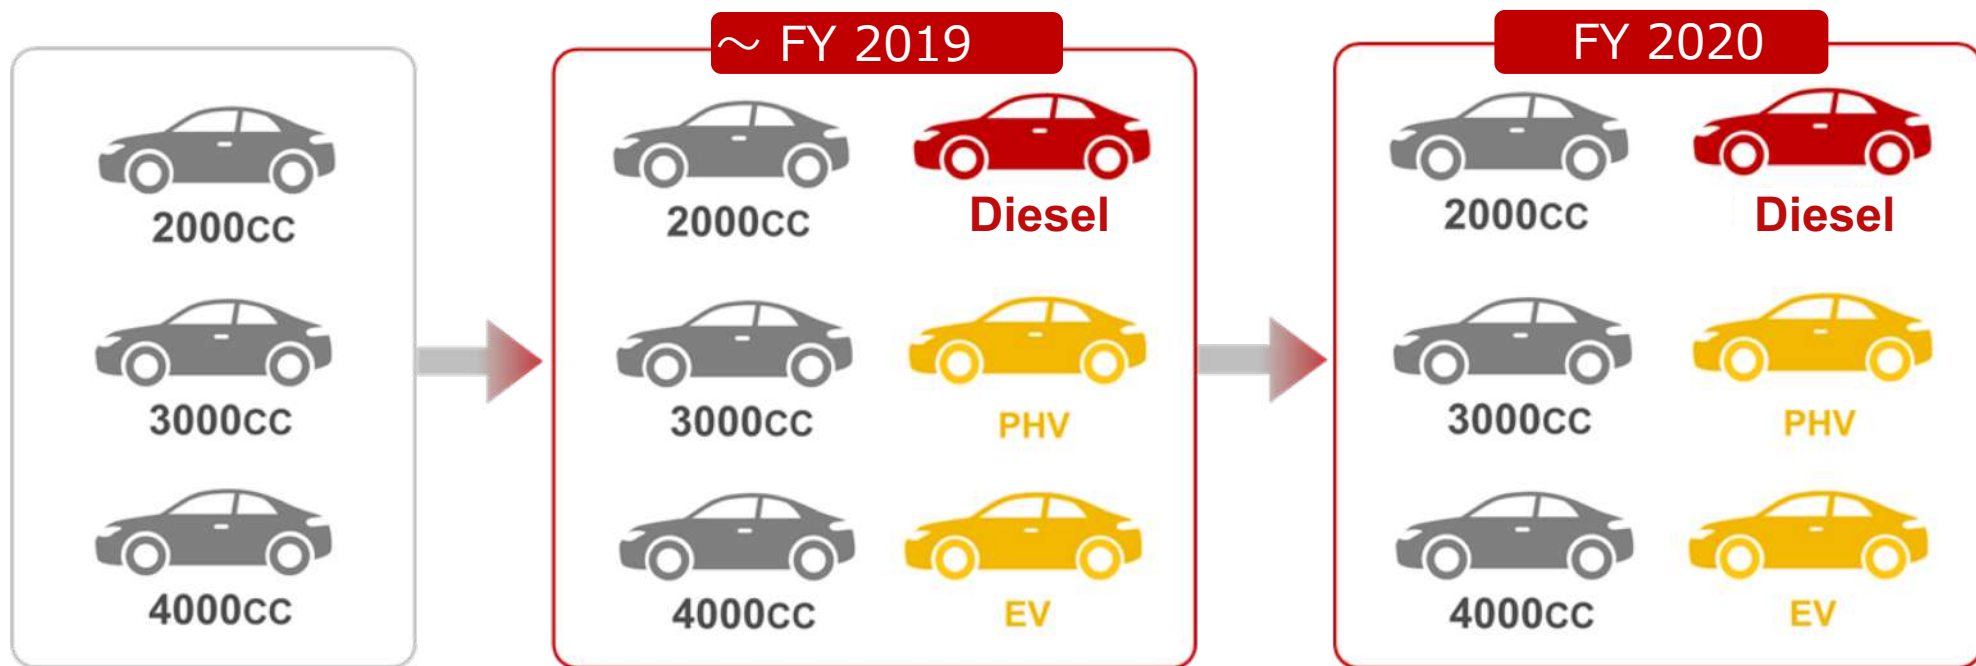 2000CC
3000CC
4000CC
～ FY 2019
2000CC
Diesel
3000CC
PHV
4000CC
EV
FY 2020
2000CC
Diesel
3000CC
PHV
4000CC
EV